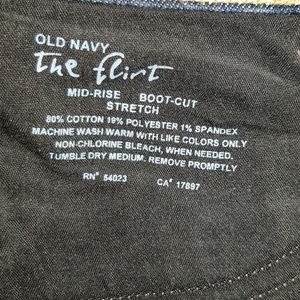 OLD NAVY
the flirt
MID-RISE BOOT-CUT
STRETCH
80% COTTON 19% POLYESTER 1% SPANDEX
MACHINE WASH WARM WITH LIKE COLORS ONLY
NON-CHLORINE BLEACH, WHEN NEEDED.
TUMBLE DRY MEDIUM. REMOVE PROMPTLY
RN# 54023 CA# 17897